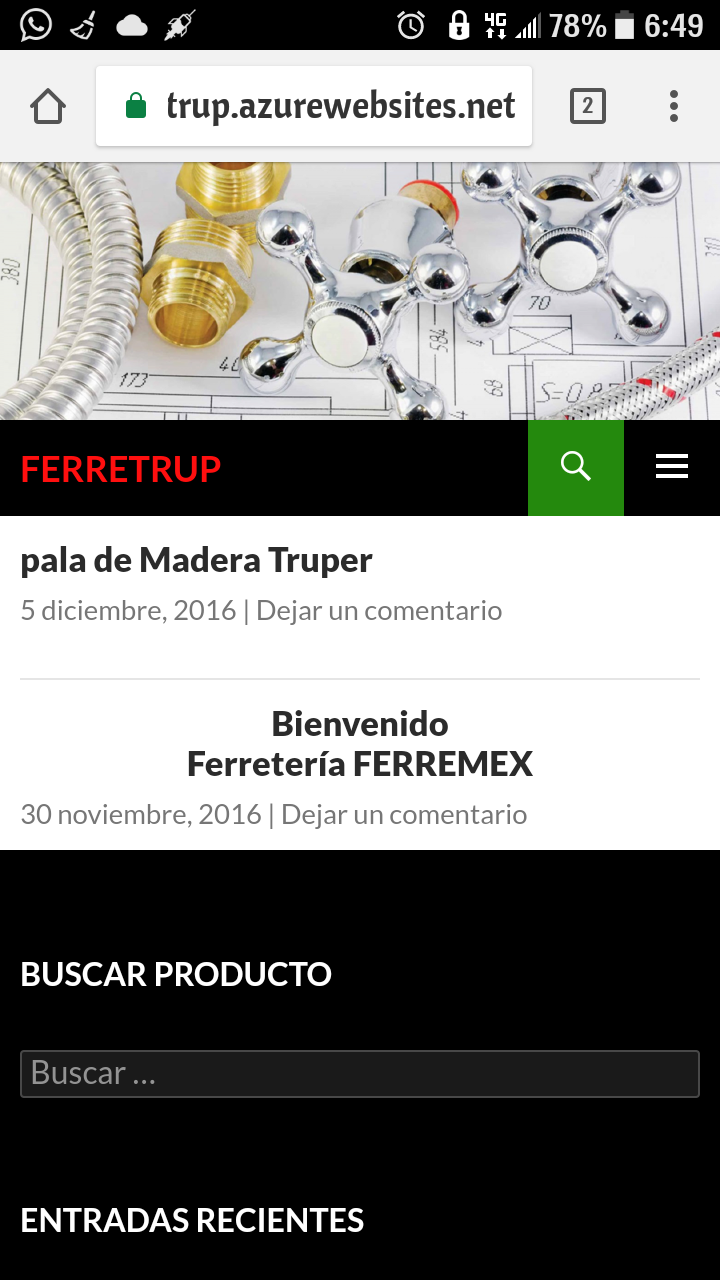 4G 78% 6:49
trup.azurewebsites.net
2
380
310
70
584
40
173
68
FERRETRUP
pala de Madera Truper
5 diciembre, 2016 | Dejar un comentario
Bienvenido
Ferretería FERREMEX
30 noviembre, 2016 | Dejar un comentario
BUSCAR PRODUCTO
Buscar ...
ENTRADAS RECIENTES